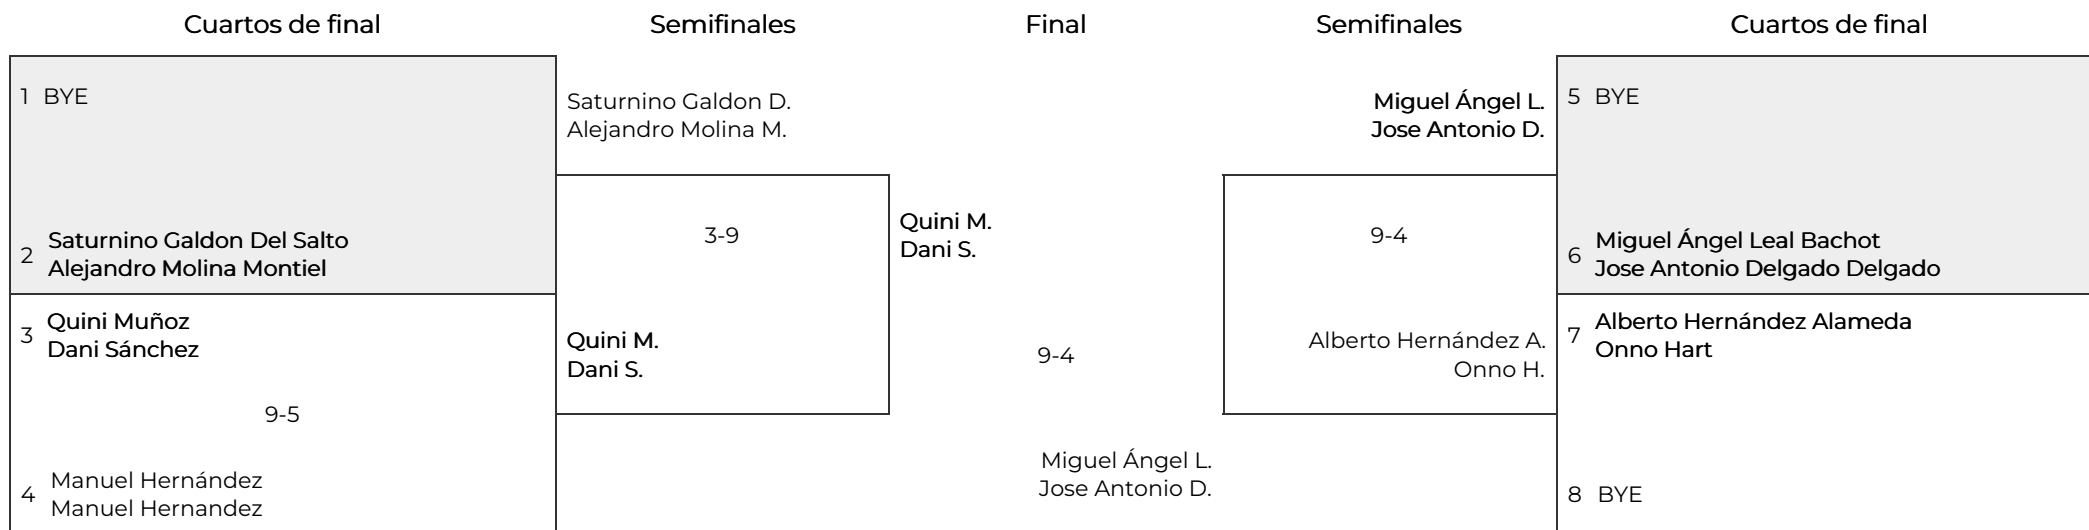 Cuartos de final
Semifinales
Final
Semifinales
Cuartos de final
1 BYE
2 Saturnino Galdon Del Salto
Alejandro Molina Montiel
3 Quini Muñoz
Dani Sánchez
9-5
4 Manuel Hernández
Manuel Hernandez
Saturnino Galdon D.
Alejandro Molina M.
3-9
Quini M.
Dani S.
Quini M.
Dani S.
9-4
Miguel Ángel L.
Jose Antonio D.
Miguel Ángel L.
Jose Antonio D.
9-4
Alberto Hernández A.
Onno H.
5 BYE
6 Miguel Ángel Leal Bachot
Jose Antonio Delgado Delgado
7 Alberto Hernández Alameda
Onno Hart
8 BYE